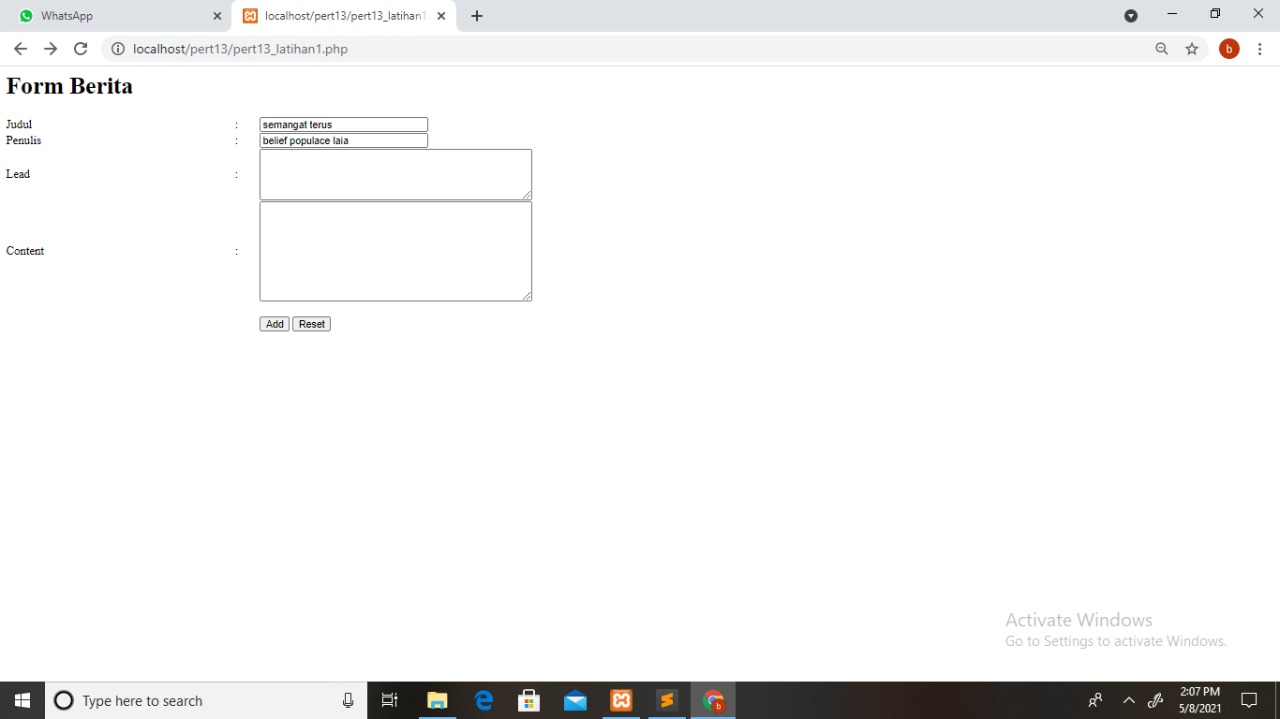 WhatsApp
localhost/pert13/pert13_latihan1
localhost/pert13/pert13_latihan1.php
b
Form Berita
Judul : semangat terus
Penulis : belief populace laia
Lead :
Content :
Add Reset
Activate Windows
Go to Settings to activate Windows.
Type here to search
b
2:07 PM
5/8/2021